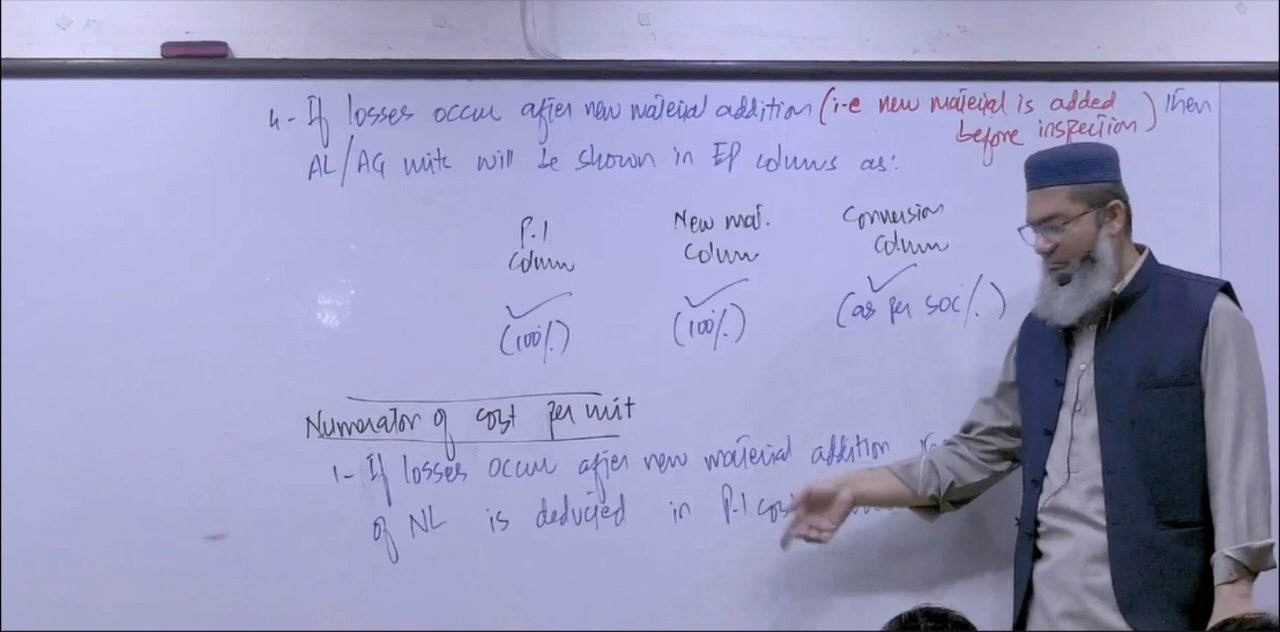 4- If losses occur after new material addition (i-e new material is added before inspection) then
AL/AG unit will be shown in EP columns as:
P.1 Column
New mat. Column
Conversion Column
(100%)
(100%)
(as per SOC%)
Numerator of cost per unit
1- If losses occur after new material addition
of NL is deducted in P.1 cost